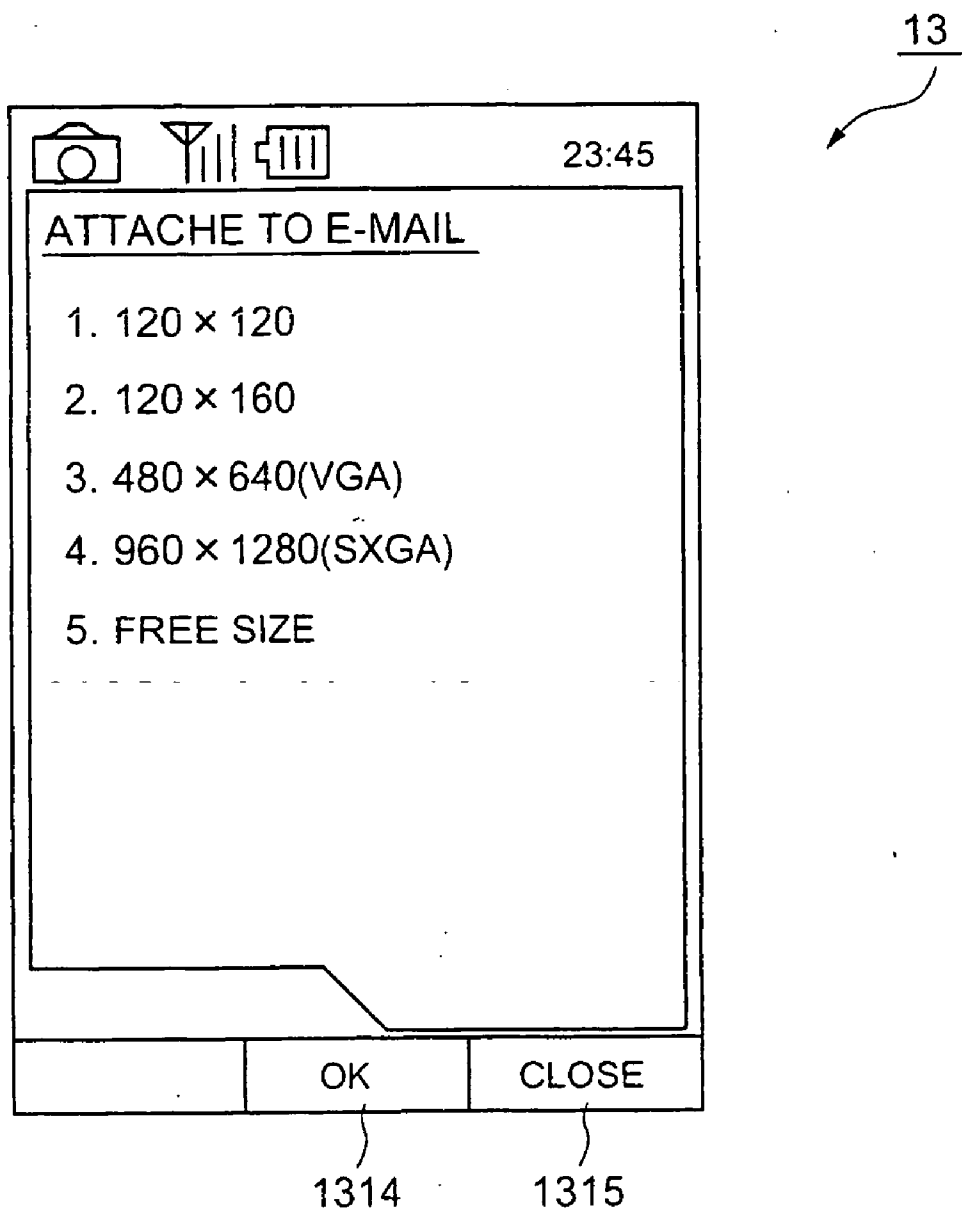 13
23:45
ATTACHE TO E-MAIL
1. 120 × 120
2. 120 × 160
3. 480 × 640(VGA)
4. 960 × 1280(SXGA)
5. FREE SIZE
OK CLOSE
1314 1315